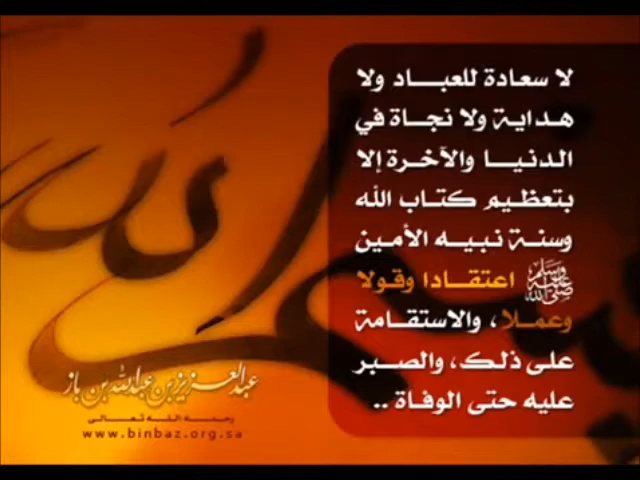 لا سعادة للعباد ولا
هداية ولا نجاة في
الدنيا والآخرة إلا
بتعظيم كتاب الله
وسنة نبيه الأمين
ﷺ اعتقادا وقولا
وعملا، والاستقامة
على ذلك، والصبر
عليه حتى الوفاة ..
عبدالعزيز بن عبدالله بن باز
رحمه الله تعالى
www.binbaz.org.sa